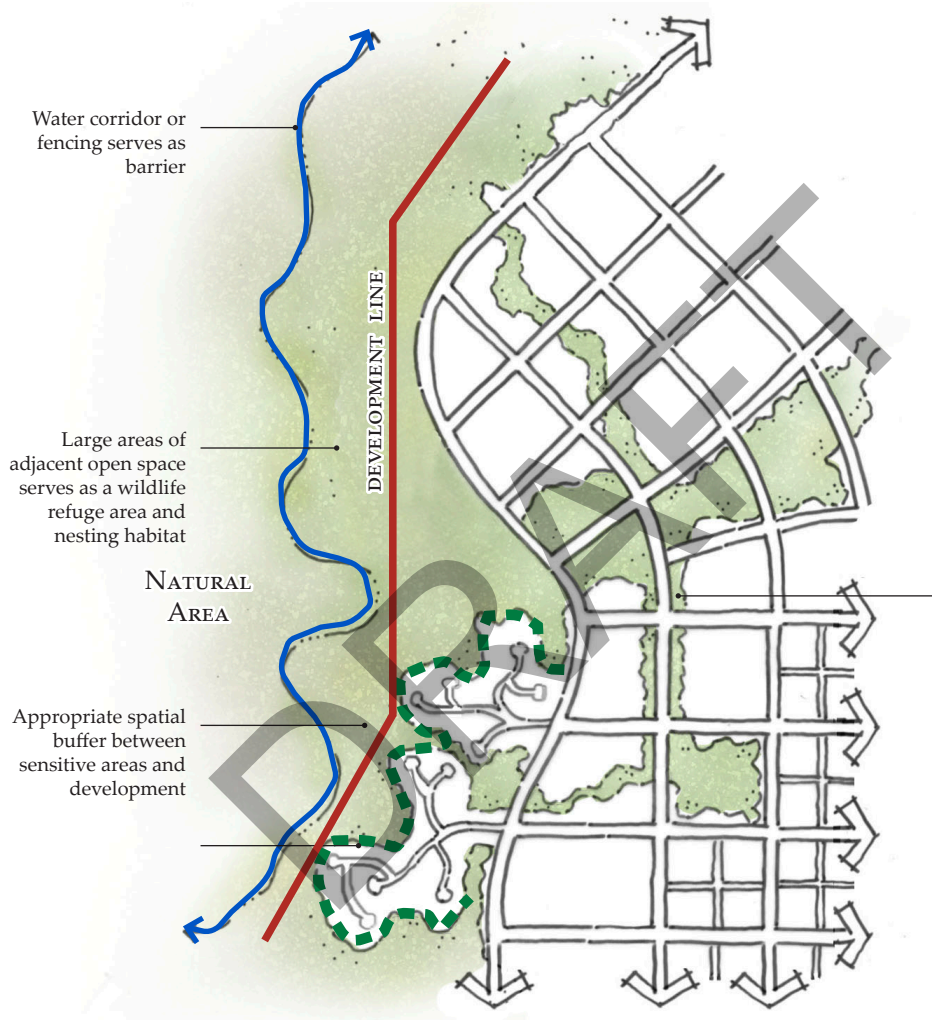 Water corridor or
fencing serves as
barrier
DEVELOPMENT LINE
Large areas of
adjacent open space
serves as a wildlife
refuge area and
nesting habitat
NATURAL
AREA
Appropriate spatial
buffer between
sensitive areas and
development
DRAFT